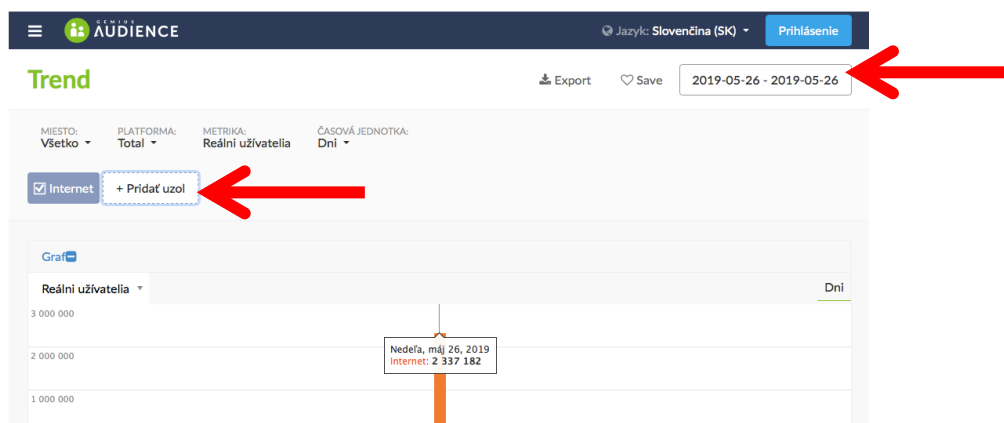 GEMIUS
AUDIENCE
Jazyk: Slovenčina (SK)
Prihlásenie
Trend
Export
Save
2019-05-26 - 2019-05-26
MIESTO: PLATFORMA: METRIKA: ČASOVÁ JEDNOTKA:
Všetko Total Reálni užívatelia Dni
Internet + Pridať uzol
Graf
Reálni užívatelia
Dni
3 000 000
Nedeľa, máj 26, 2019
2 000 000
Internet: 2 337 182
1 000 000